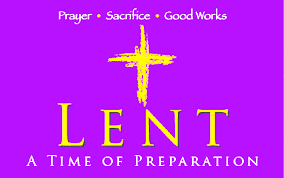 Prayer • Sacrifice • Good Works
LENT
A TIME OF PREPARATION